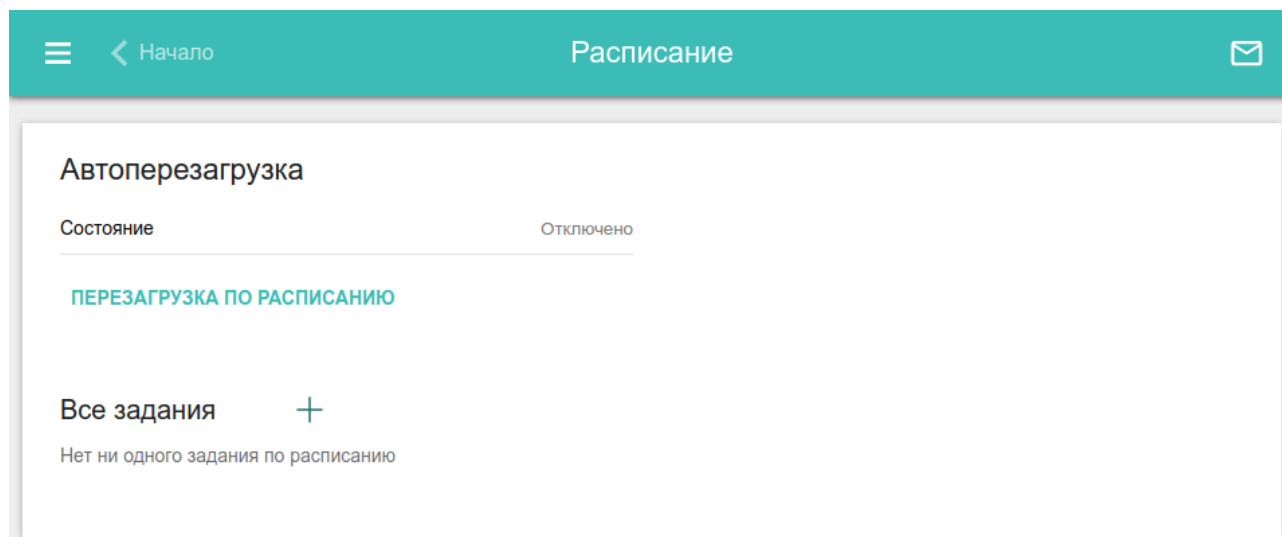 Начало
Расписание
Автоперезагрузка
Состояние Отключено
ПЕРЕЗАГРУЗКА ПО РАСПИСАНИЮ
Все задания
Нет ни одного задания по расписанию